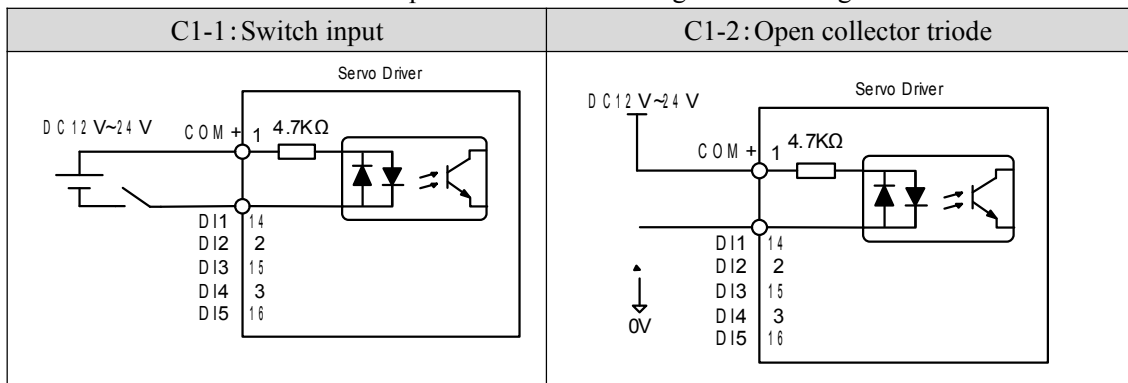 C1-1:Switch input
C1-2:Open collector triode
Servo Driver
DC12V~24V
COM+
1
4.7KΩ
DI1 14
DI2 2
DI3 15
DI4 3
DI5 16
Servo Driver
DC12V~24V
COM+
1
4.7KΩ
DI1 14
DI2 2
DI3 15
DI4 3
DI5 16
0V